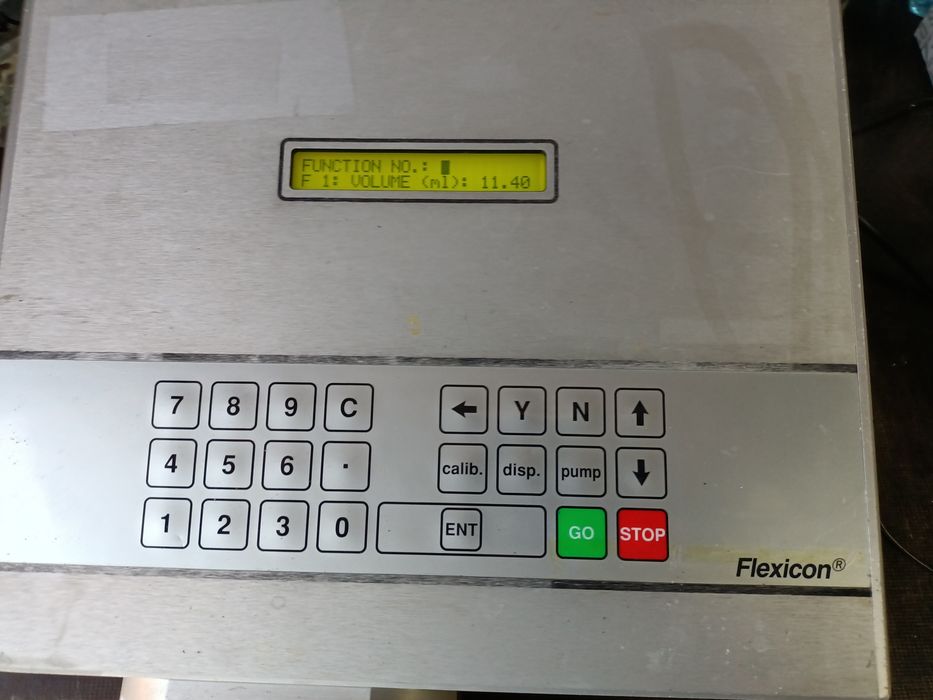 FUNCTION NO.:
F 1: VOLUME (ml): 11.40
7 8 9 C ← Y N ↑
4 5 6 . calib. disp. pump ↓
1 2 3 0 ENT GO STOP
Flexicon®